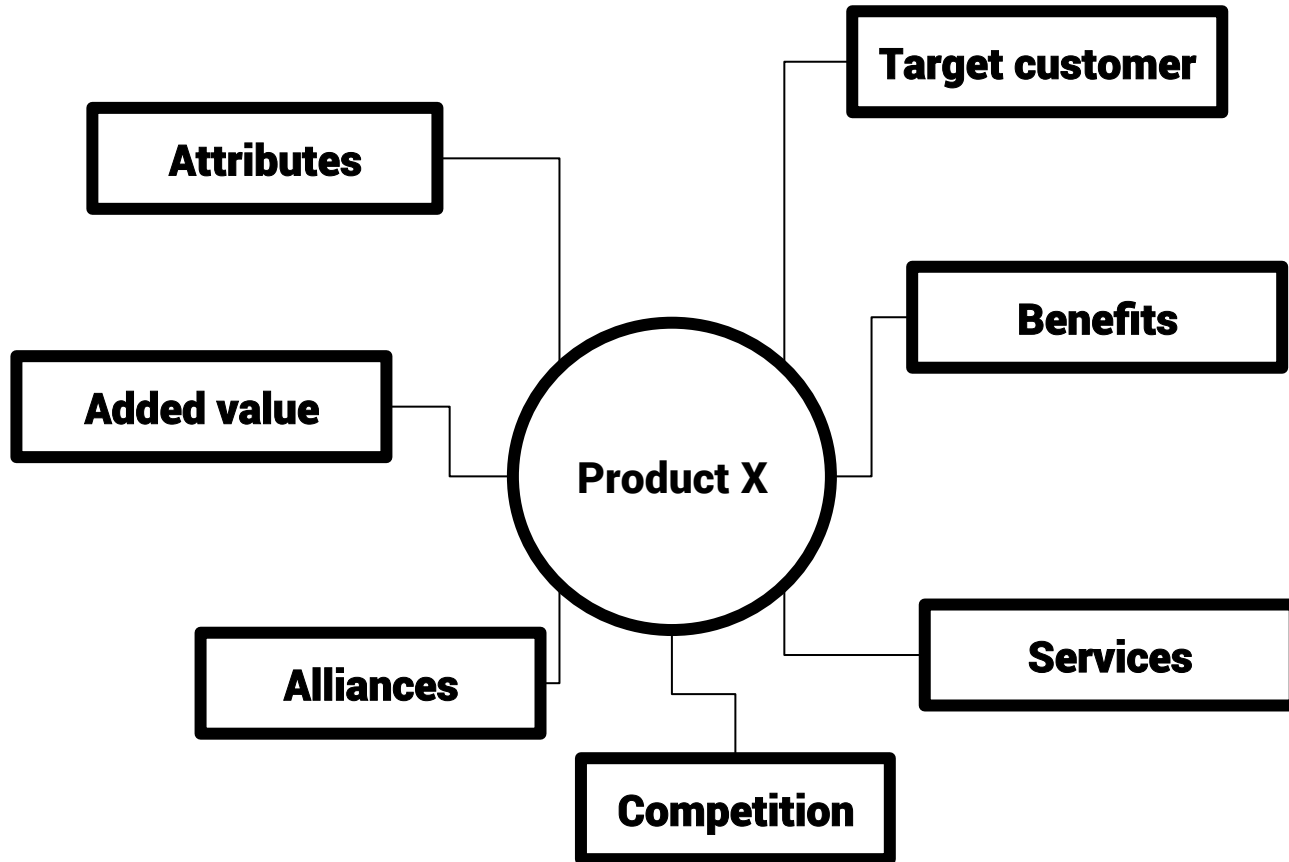 Target customer
Attributes
Benefits
Added value
Product X
Services
Alliances
Competition